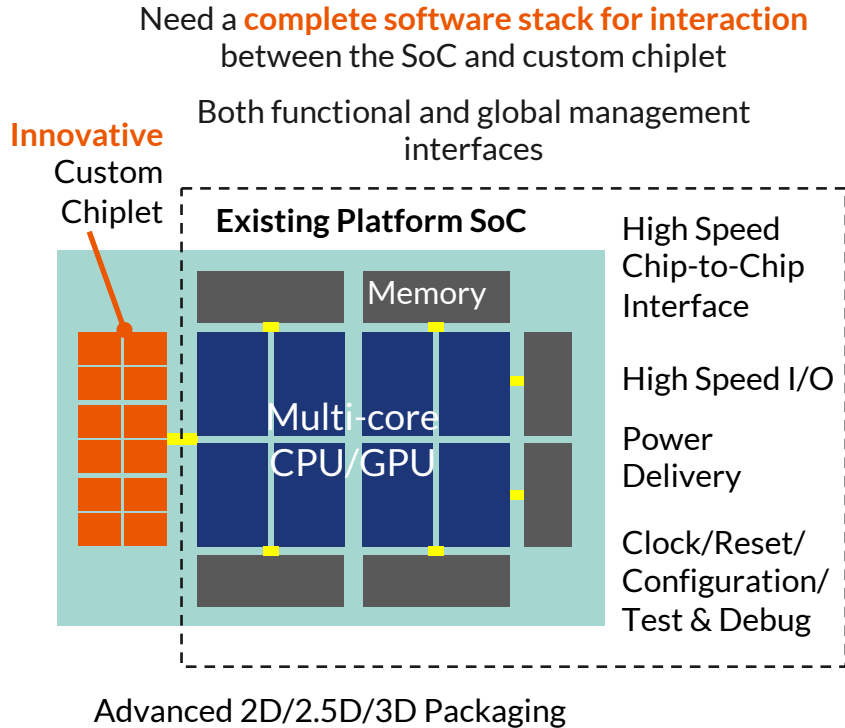 Need a complete software stack for interaction
between the SoC and custom chiplet
Both functional and global management
interfaces
Innovative
Custom
Chiplet
Existing Platform SoC
Memory
Multi-core
CPU/GPU
High Speed
Chip-to-Chip
Interface
High Speed I/O
Power
Delivery
Clock/Reset/
Configuration/
Test & Debug
Advanced 2D/2.5D/3D Packaging